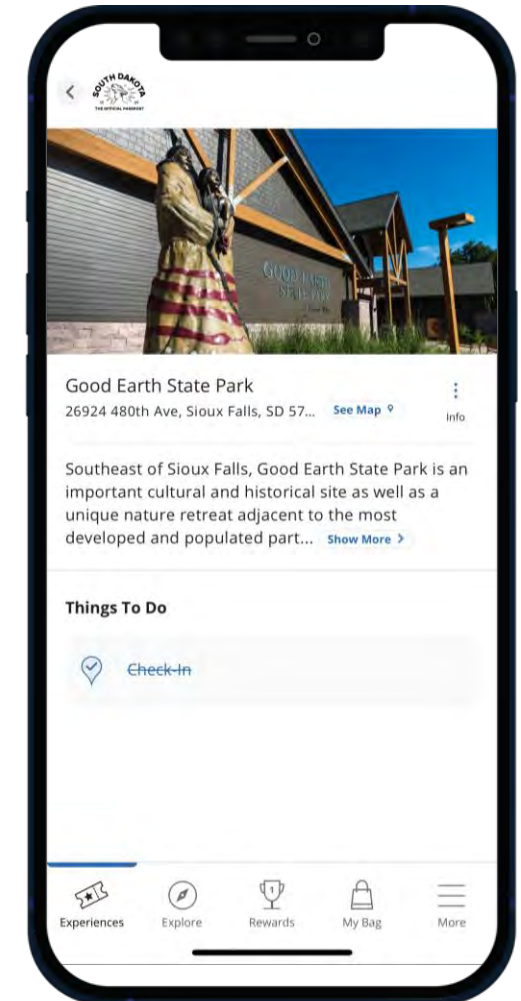 SOUTH DAKOTA
THE OFFICIAL PASSPORT
GOOD EARTH
STATE PARK
Good Earth State Park
26924 480th Ave, Sioux Falls, SD 57... See Map
Info
Southeast of Sioux Falls, Good Earth State Park is an
important cultural and historical site as well as a
unique nature retreat adjacent to the most
developed and populated part... Show More
Things To Do
Check-In
1
Experiences Explore Rewards My Bag More